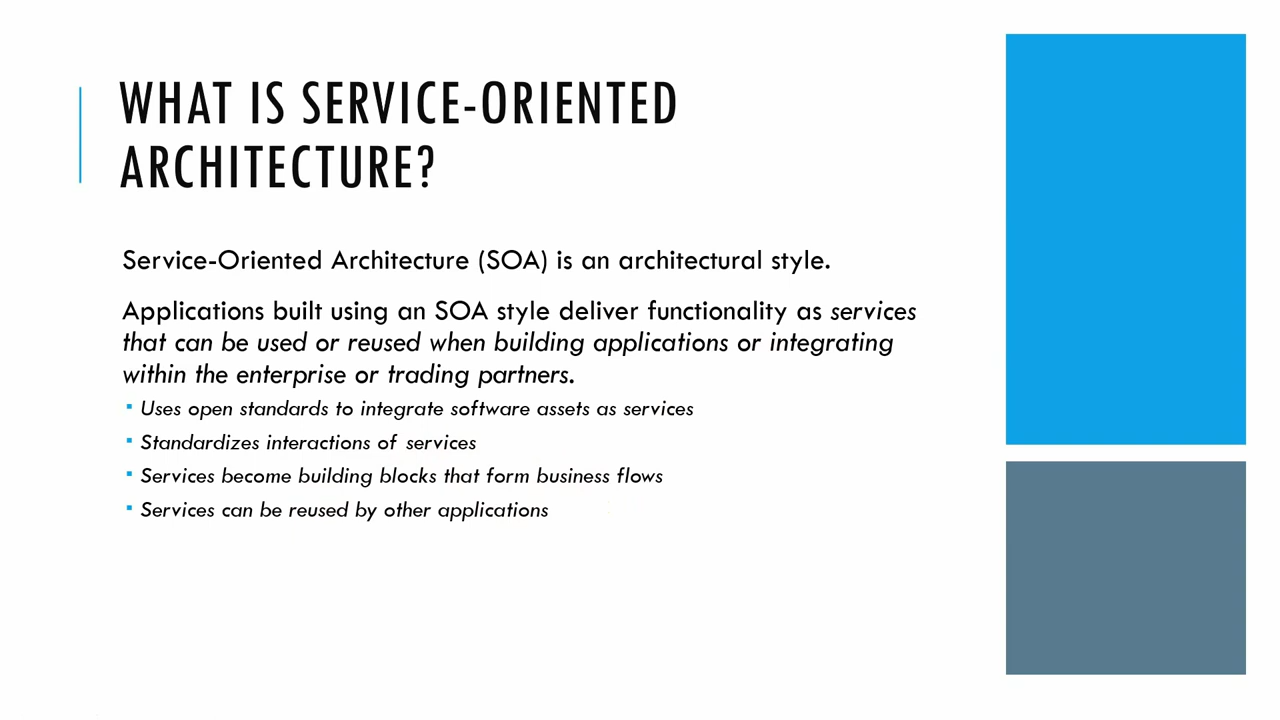 WHAT IS SERVICE-ORIENTED
ARCHITECTURE?
Service-Oriented Architecture (SOA) is an architectural style.
Applications built using an SOA style deliver functionality as services
that can be used or reused when building applications or integrating
within the enterprise or trading partners.
▪ Uses open standards to integrate software assets as services
▪ Standardizes interactions of services
▪ Services become building blocks that form business flows
▪ Services can be reused by other applications